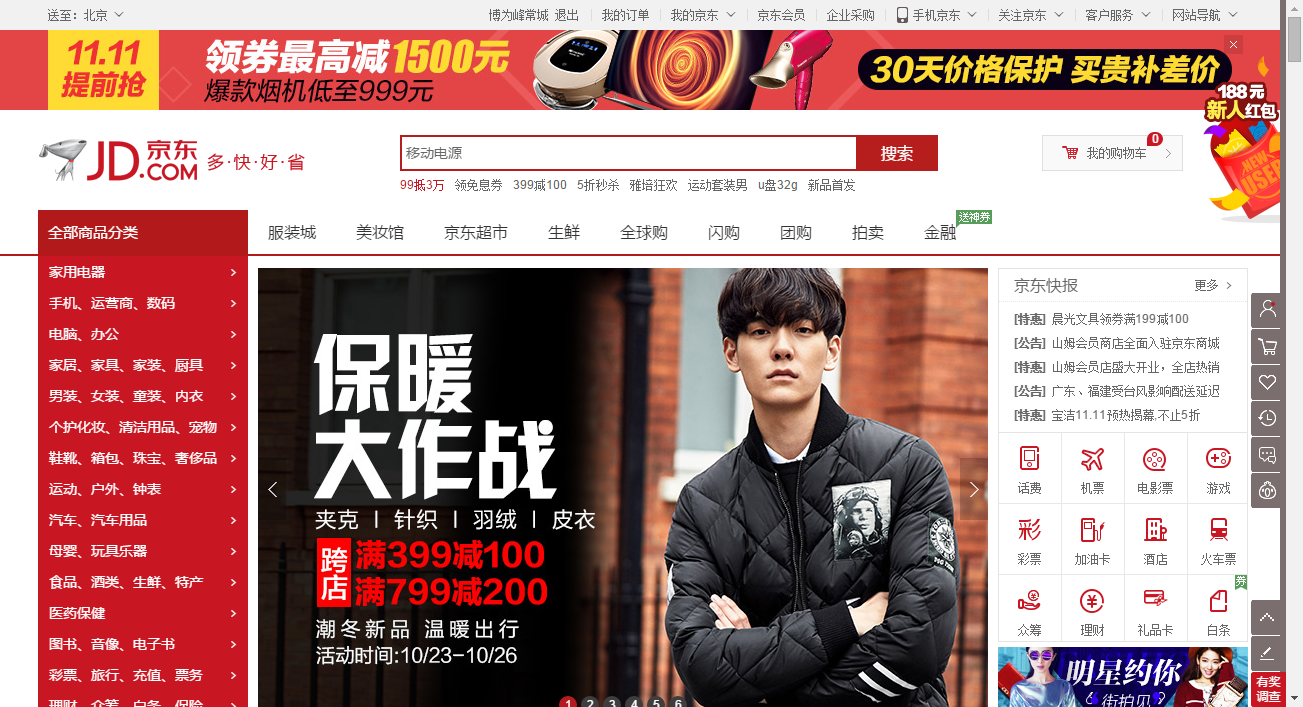 送至：北京
博为峰常城 退出 我的订单 我的京东 京东会员 企业采购 手机京东 关注京东 客户服务 网站导航
11.11
提前抢
领券最高减1500元
爆款烟机低至999元
30天价格保护 买贵补差价
188元
新人红包
NEW
USER
JD.COM 京东
多·快·好·省
移动电源
搜索
我的购物车
0
99抵3万 领免息券 399减100 5折秒杀 雅培狂欢 运动套装男 u盘32g 新品首发
全部商品分类
服装城 美妆馆 京东超市 生鲜 全球购 闪购 团购 拍卖 金融
送神券
家用电器
手机、运营商、数码
电脑、办公
家居、家具、家装、厨具
男装、女装、童装、内衣
个护化妆、清洁用品、宠物
鞋靴、箱包、珠宝、奢侈品
运动、户外、钟表
汽车、汽车用品
母婴、玩具乐器
食品、酒类、生鲜、特产
医药保健
图书、音像、电子书
彩票、旅行、充值、票务
理财、众筹、白条、保险
保暖
大作战
夹克 | 针织 | 羽绒 | 皮衣
跨店
满399减100
满799减200
潮冬新品 温暖出行
活动时间:10/23-10/26
1 2 3 4 5 6
京东快报
更多
[特惠] 晨光文具领券满199减100
[公告] 山姆会员商店全面入驻京东商城
[特惠] 山姆会员店盛大开业，全店热销
[公告] 广东、福建受台风影响配送延迟
[特惠] 宝洁11.11预热揭幕,不止5折
话费 机票 电影票 游戏
彩票 加油卡 酒店 火车票
券
众筹 理财 礼品卡 白条
明星约你
街拍贝
有奖
调查